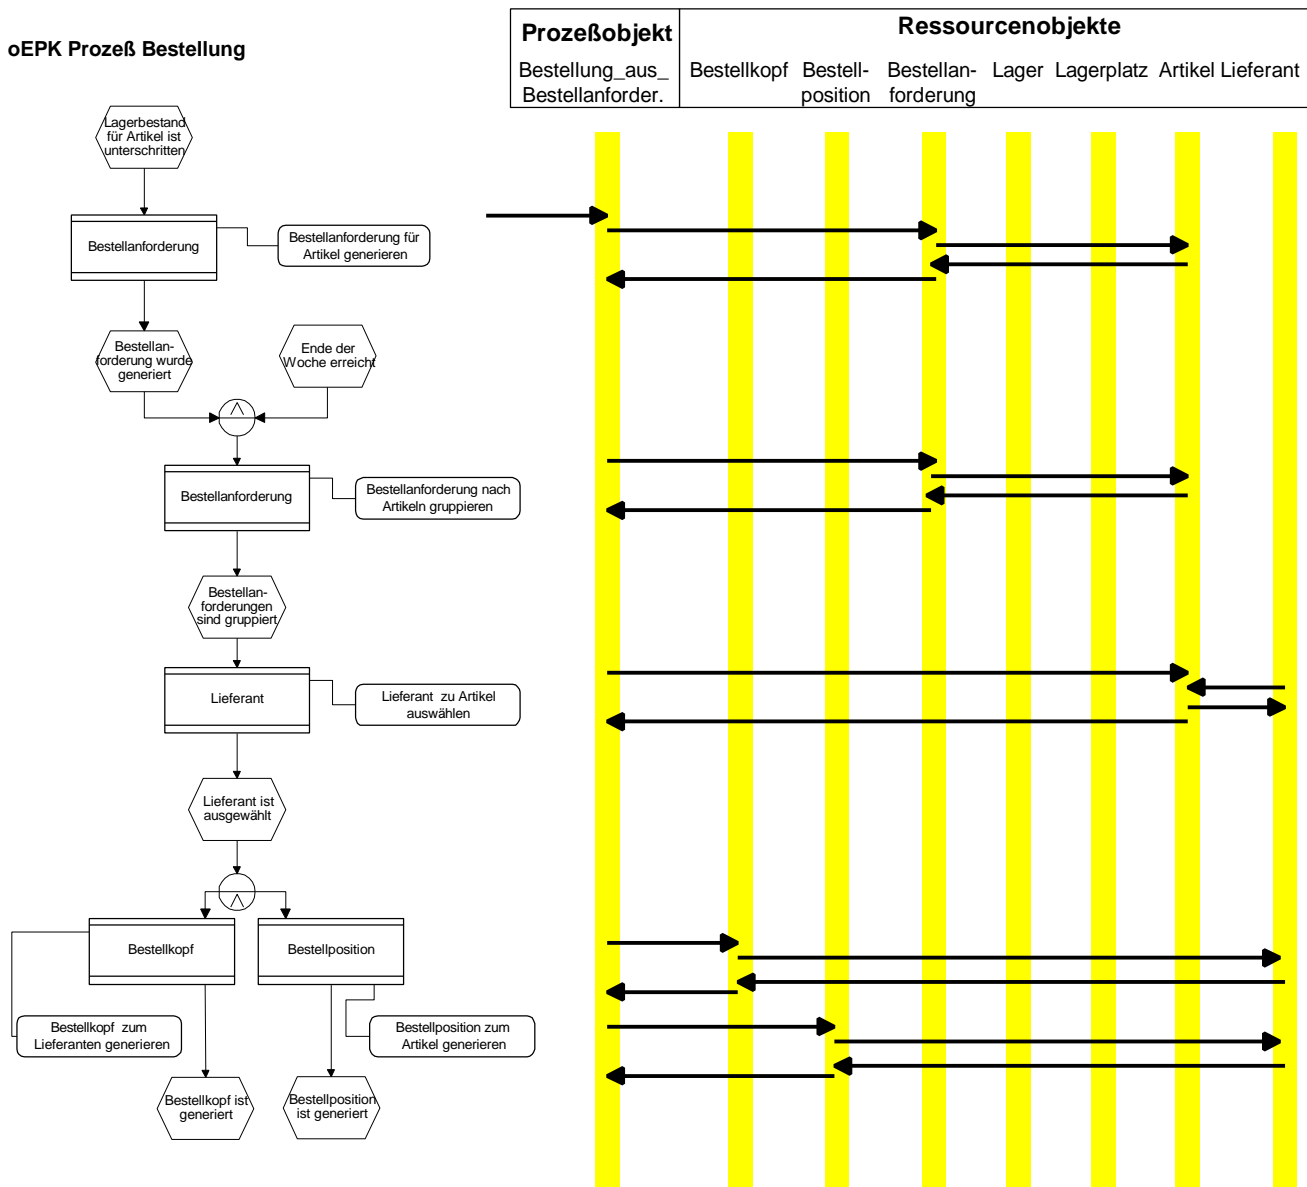 oEPK Prozeß Bestellung
Prozeßobjekt
Ressourcenobjekte
Bestellung_aus_
Bestellanforder.
Bestellkopf
Bestell-
position
Bestellan-
forderung
Lager
Lagerplatz
Artikel
Lieferant
Lagerbestand
für Artikel ist
unterschritten
Bestellanforderung
Bestellanforderung für
Artikel generieren
Bestellan-
forderung wurde
generiert
Ende der
Woche erreicht
Bestellanforderung
Bestellanforderung nach
Artikeln gruppieren
Bestellan-
forderungen
sind gruppiert
Lieferant
Lieferant zu Artikel
auswählen
Lieferant ist
ausgewählt
Bestellkopf
Bestellposition
Bestellkopf zum
Lieferanten generieren
Bestellposition zum
Artikel generieren
Bestellkopf ist
generiert
Bestellposition
ist generiert